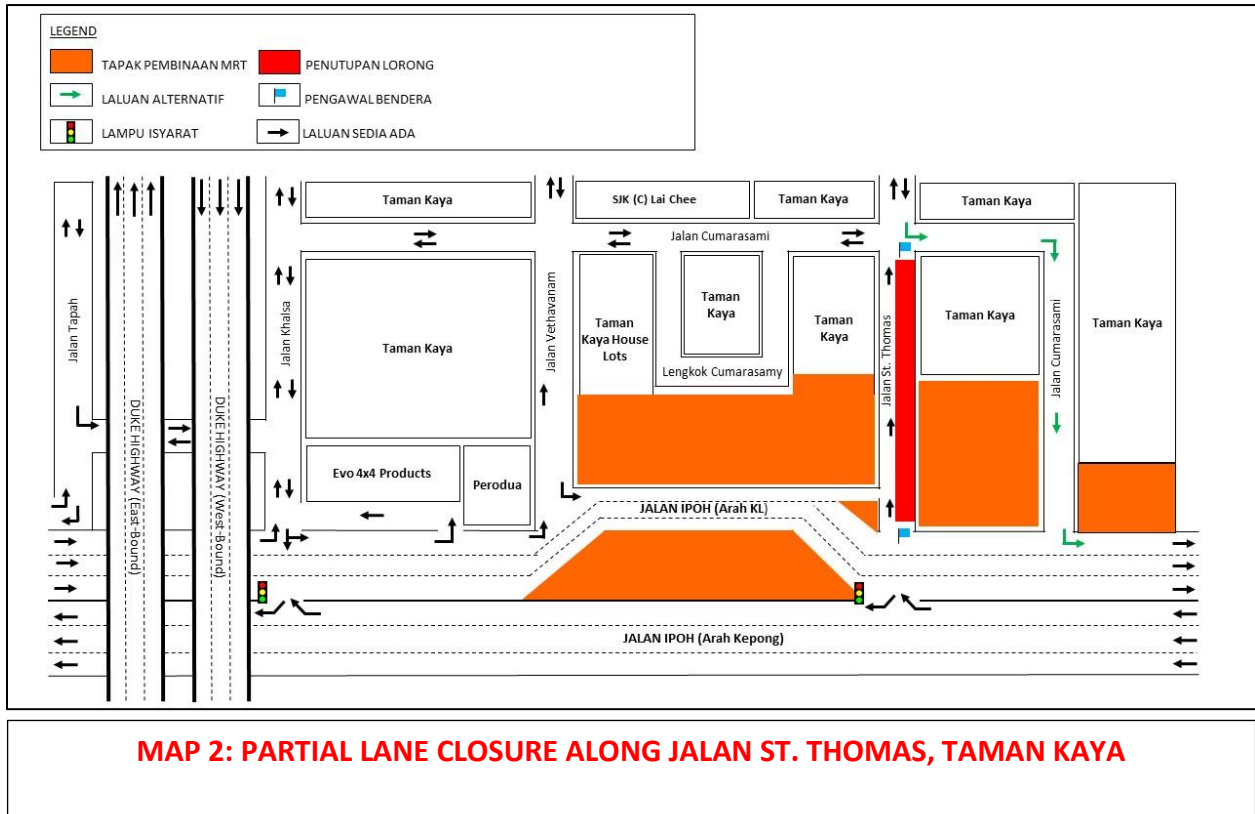 LEGEND
TAPAK PEMBINAAN MRT
PENUTUPAN LORONG
LALUAN ALTERNATIF
PENGAWAL BENDERA
LAMPU ISYARAT
LALUAN SEDIA ADA
Taman Kaya
SJK (C) Lai Chee
Taman Kaya
Taman Kaya
Jalan Cumarasami
Jalan Tapah
Jalan Khalsa
Taman Kaya
Jalan Vethavanam
Taman
Kaya House
Lots
Taman
Kaya
Taman
Kaya
Jalan St. Thomas
Taman Kaya
Jalan Cumarasami
Taman Kaya
Lengkok Cumarasamy
DUKE HIGHWAY (East-Bound)
DUKE HIGHWAY (West-Bound)
Evo 4x4 Products
Perodua
JALAN IPOH (Arah KL)
JALAN IPOH (Arah Kepong)
MAP 2: PARTIAL LANE CLOSURE ALONG JALAN ST. THOMAS, TAMAN KAYA